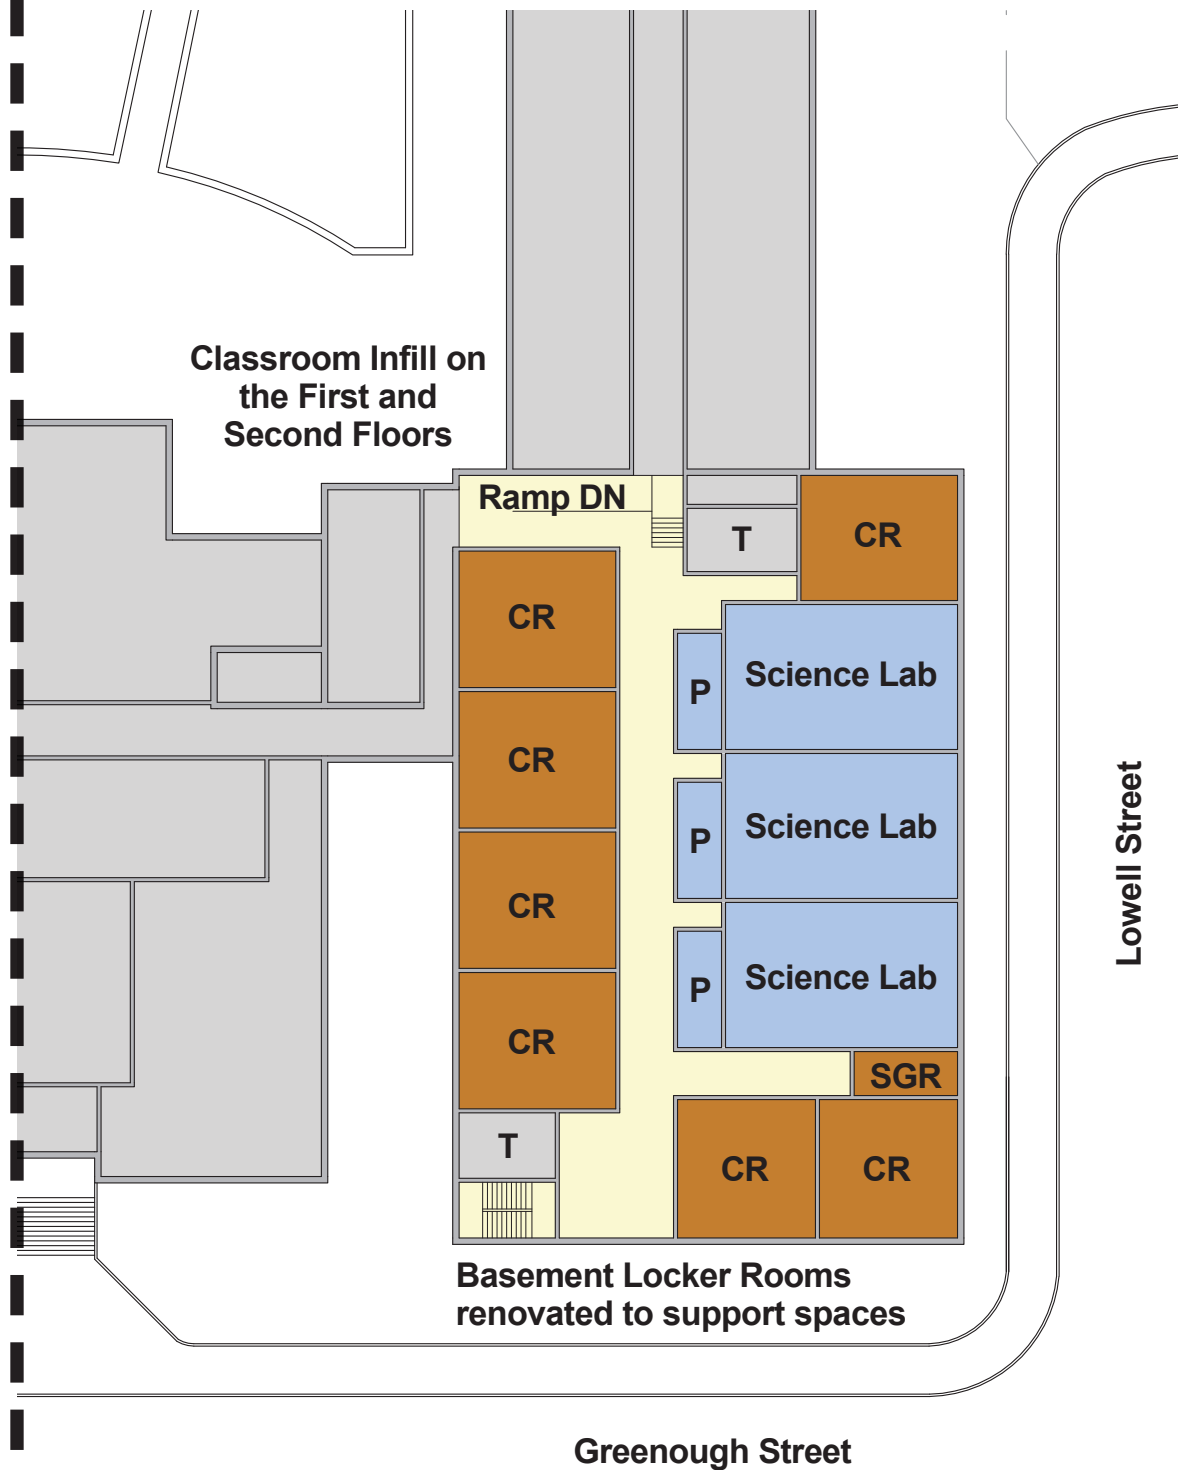 Classroom Infill on
the First and
Second Floors
Ramp DN
T
CR
CR
Science Lab
P
CR
Science Lab
P
CR
Science Lab
P
CR
SGR
T
CR
CR
Basement Locker Rooms
renovated to support spaces
Lowell Street
Greenough Street